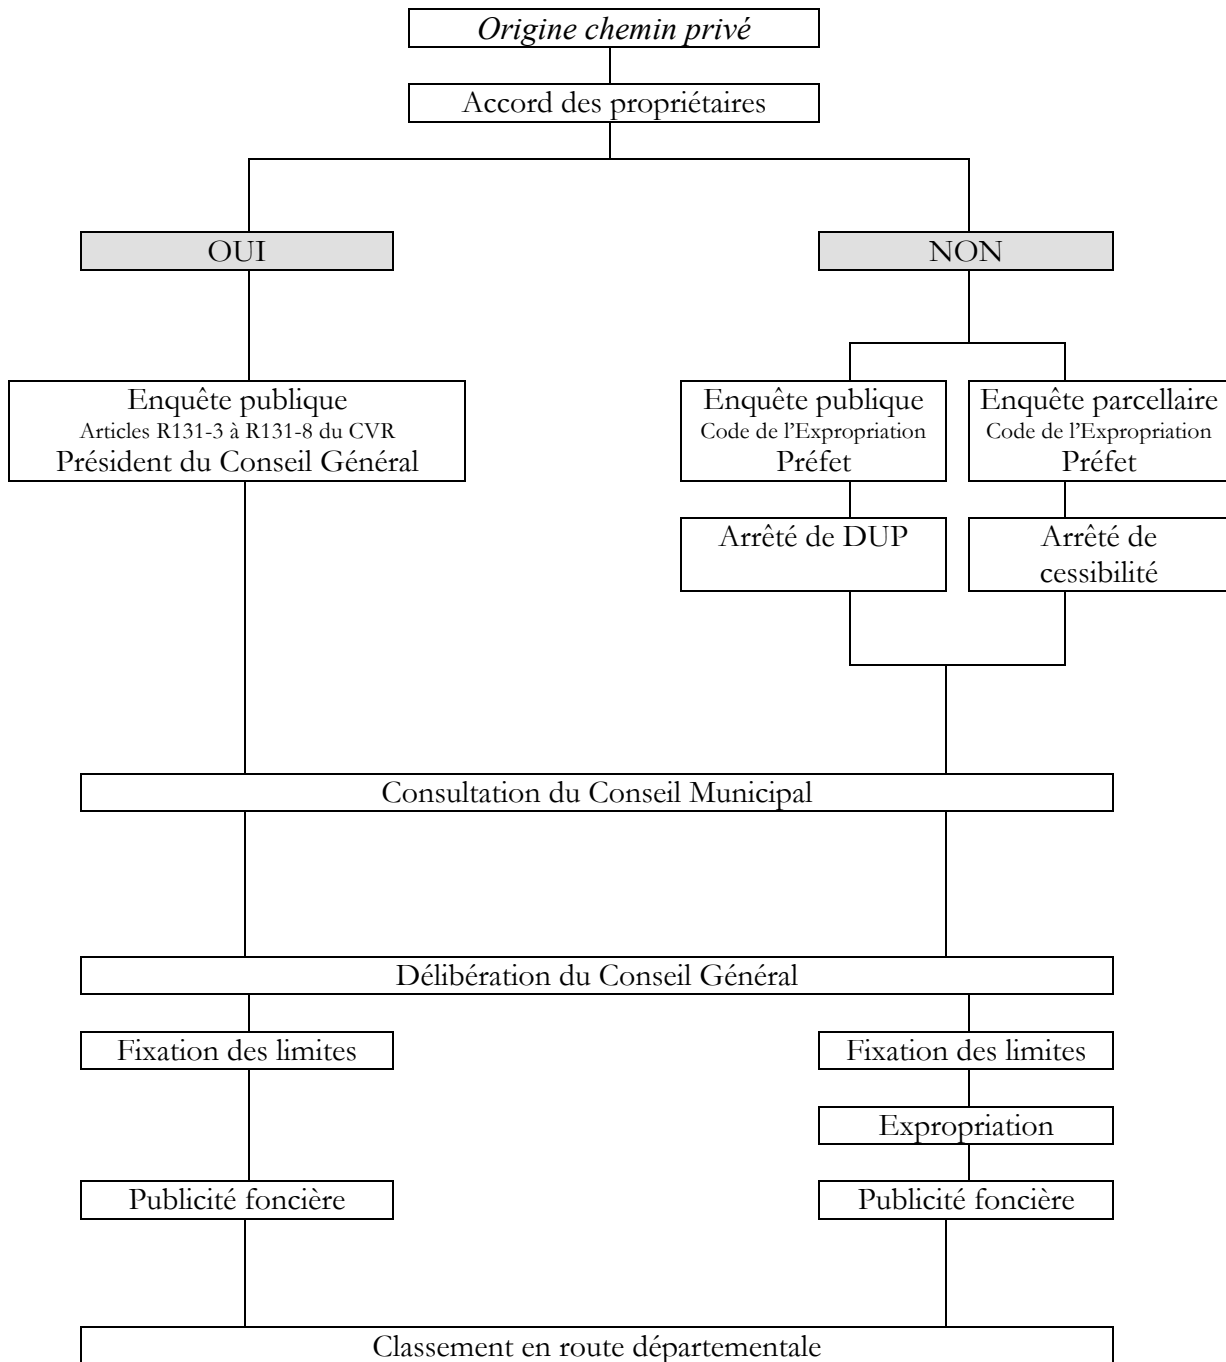 Origine chemin privé
Accord des propriétaires
OUI
NON
Enquête publique
Articles R131-3 à R131-8 du CVR
Président du Conseil Général
Enquête publique
Code de l'Expropriation
Préfet
Enquête parcellaire
Code de l'Expropriation
Préfet
Arrêté de DUP
Arrêté de
cessibilité
Consultation du Conseil Municipal
Délibération du Conseil Général
Fixation des limites
Fixation des limites
Expropriation
Publicité foncière
Publicité foncière
Classement en route départementale